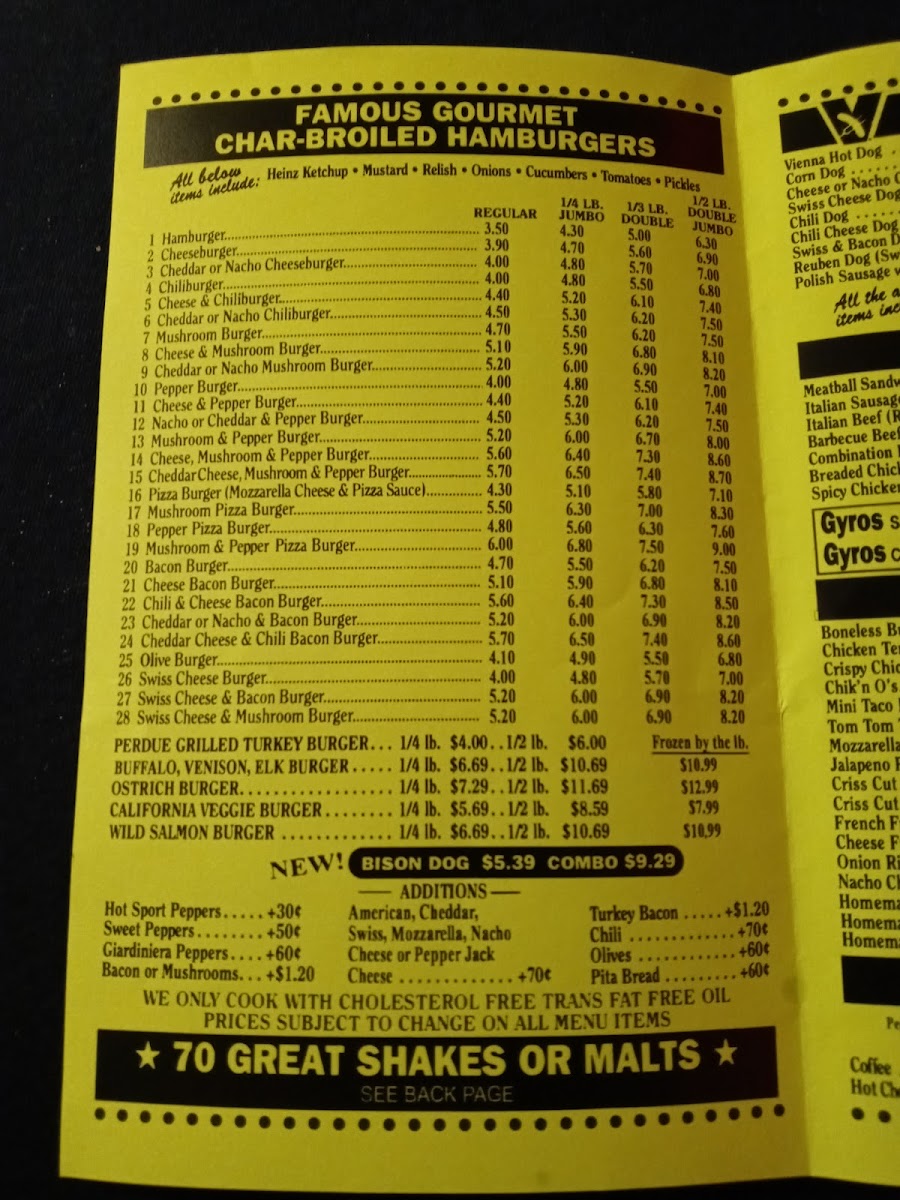 FAMOUS GOURMET
CHAR-BROILED HAMBURGERS
All below
items include: Heinz Ketchup • Mustard • Relish • Onions • Cucumbers • Tomatoes • Pickles
REGULAR 1/4 LB. JUMBO 1/3 LB. DOUBLE 1/2 LB. DOUBLE JUMBO
1 Hamburger 3.50 4.30 5.00 6.30
2 Cheeseburger 3.90 4.70 5.60 6.90
3 Cheddar or Nacho Cheeseburger 4.00 4.80 5.70 7.00
4 Chiliburger 4.00 4.80 5.50 6.80
5 Cheese & Chiliburger 4.40 5.20 6.10 7.40
6 Cheddar or Nacho Chiliburger 4.50 5.30 6.20 7.50
7 Mushroom Burger 4.70 5.50 6.20 7.50
8 Cheese & Mushroom Burger 5.10 5.90 6.80 8.10
9 Cheddar or Nacho Mushroom Burger 5.20 6.00 6.90 8.20
10 Pepper Burger 4.00 4.80 5.50 7.00
11 Cheese & Pepper Burger 4.40 5.20 6.10 7.40
12 Nacho or Cheddar & Pepper Burger 4.50 5.30 6.20 7.50
13 Mushroom & Pepper Burger 5.20 6.00 6.70 8.00
14 Cheese, Mushroom & Pepper Burger 5.60 6.40 7.30 8.60
15 CheddarCheese, Mushroom & Pepper Burger 5.70 6.50 7.40 8.70
16 Pizza Burger (Mozzarella Cheese & Pizza Sauce) 4.30 5.10 5.80 7.10
17 Mushroom Pizza Burger 5.50 6.30 7.00 8.30
18 Pepper Pizza Burger 4.80 5.60 6.30 7.60
19 Mushroom & Pepper Pizza Burger 6.00 6.80 7.50 9.00
20 Bacon Burger 4.70 5.50 6.20 7.50
21 Cheese Bacon Burger 5.10 5.90 6.80 8.10
22 Chili & Cheese Bacon Burger 5.60 6.40 7.30 8.50
23 Cheddar or Nacho & Bacon Burger 5.20 6.00 6.90 8.20
24 Cheddar Cheese & Chili Bacon Burger 5.70 6.50 7.40 8.60
25 Olive Burger 4.10 4.90 5.50 6.80
26 Swiss Cheese Burger 4.00 4.80 5.70 7.00
27 Swiss Cheese & Bacon Burger 5.20 6.00 6.90 8.20
28 Swiss Cheese & Mushroom Burger 5.20 6.00 6.90 8.20
PERDUE GRILLED TURKEY BURGER... 1/4 lb. $4.00..1/2 lb. $6.00 Frozen by the lb.
BUFFALO, VENISON, ELK BURGER..... 1/4 lb. $6.69..1/2 lb. $10.69 $10.99
OSTRICH BURGER................. 1/4 lb. $7.29..1/2 lb. $11.69 $12.99
CALIFORNIA VEGGIE BURGER........ 1/4 lb. $5.69..1/2 lb. $8.59 $7.99
WILD SALMON BURGER ............ 1/4 lb. $6.69..1/2 lb. $10.69 $10.99
NEW! BISON DOG $5.39 COMBO $9.29
ADDITIONS
Hot Sport Peppers.....+30¢
Sweet Peppers........+50¢
Giardiniera Peppers....+60¢
Bacon or Mushrooms...+$1.20
American, Cheddar,
Swiss, Mozzarella, Nacho
Cheese or Pepper Jack
Cheese .............+70¢
Turkey Bacon .....+$1.20
Chili .............+70¢
Olives ............+60¢
Pita Bread .........+60¢
WE ONLY COOK WITH CHOLESTEROL FREE TRANS FAT FREE OIL
PRICES SUBJECT TO CHANGE ON ALL MENU ITEMS
★ 70 GREAT SHAKES OR MALTS ★
SEE BACK PAGE
Vienna Hot Dog
Corn Dog
Cheese or Nacho
Swiss Cheese Dog
Chili Dog
Chili Cheese Dog
Swiss & Bacon
Reuben Dog
Polish Sausage
All the
items
Meatball
Italian Sausage
Italian Beef
Barbecue Beef
Combination
Breaded
Spicy Chicken
Gyros
Gyros
Boneless
Chicken
Crispy
Chik'n O's
Mini Taco
Tom Tom
Mozzarella
Jalapeno
Criss Cut
Criss Cut
French
Cheese
Onion
Nacho
Coffee
Hot